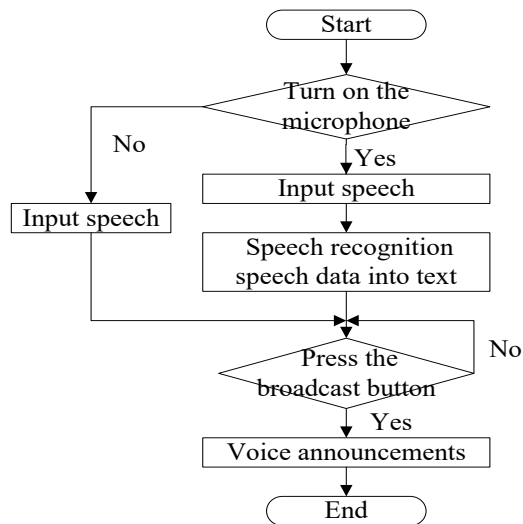 Start
Turn on the
microphone
No
Yes
Input speech
Input speech
Speech recognition
speech data into text
Press the
broadcast button
No
Yes
Voice announcements
End